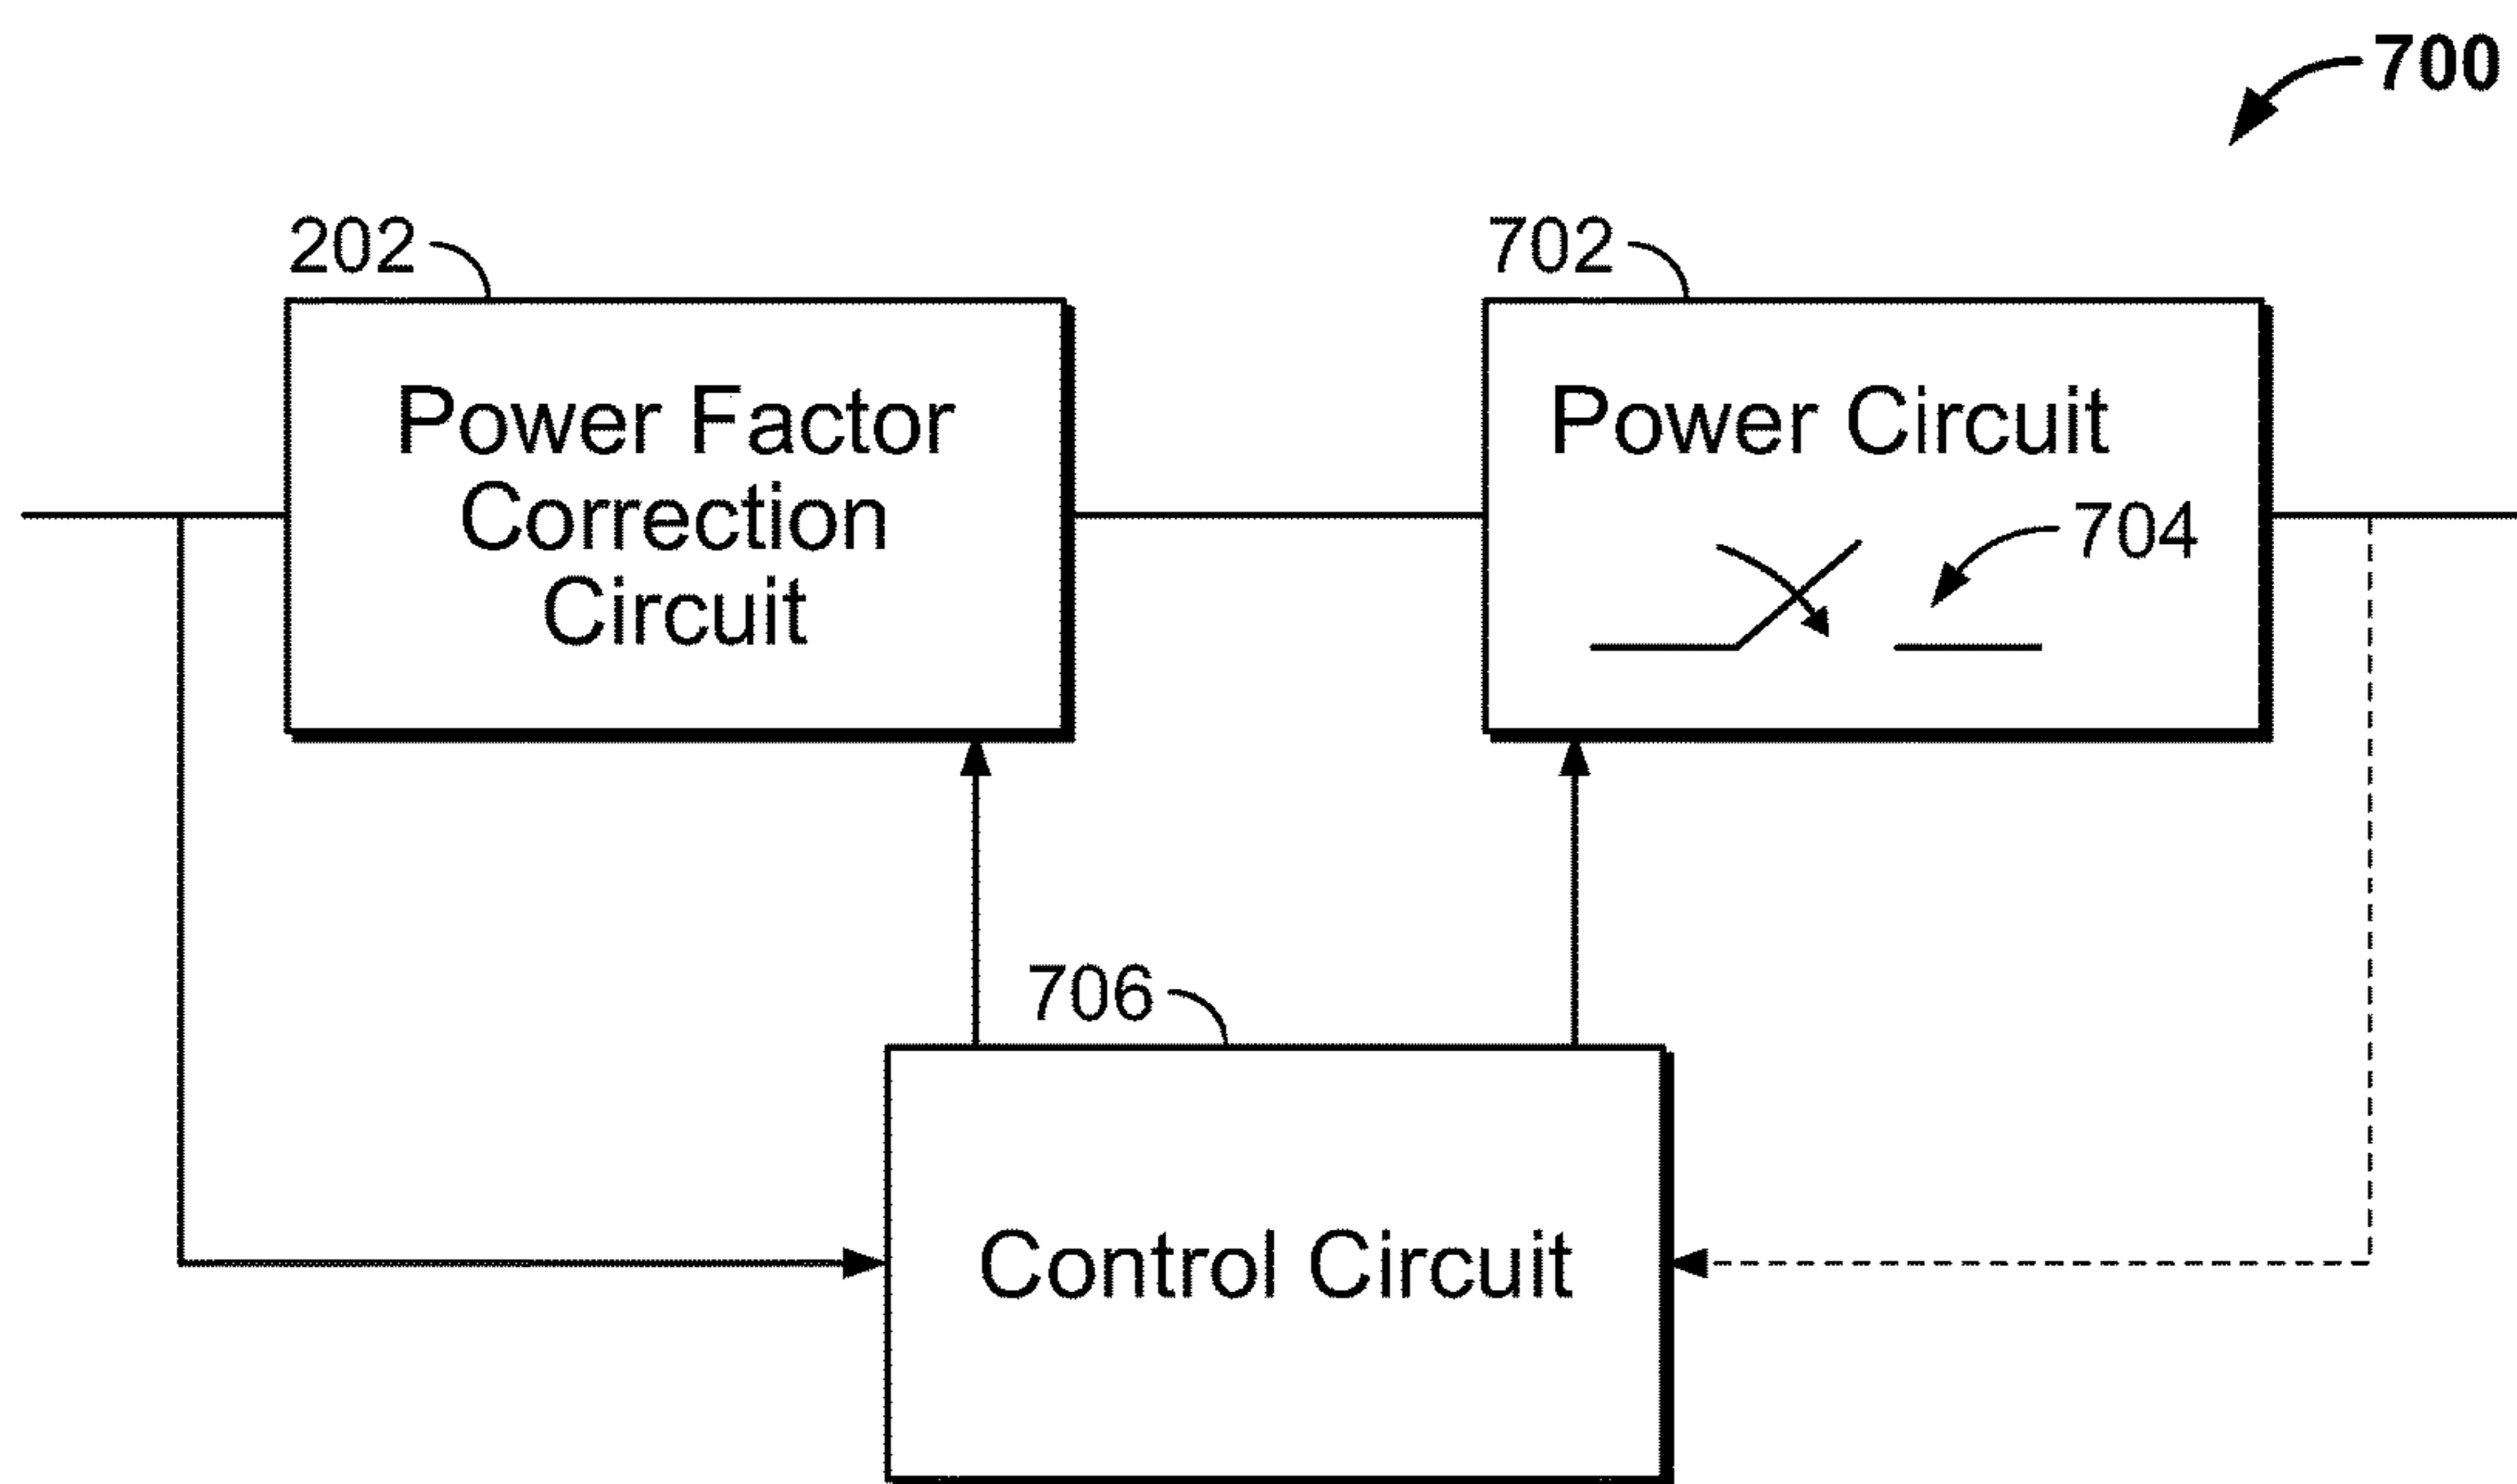 700
202
702
Power Factor
Correction
Circuit
Power Circuit
704
706
Control Circuit